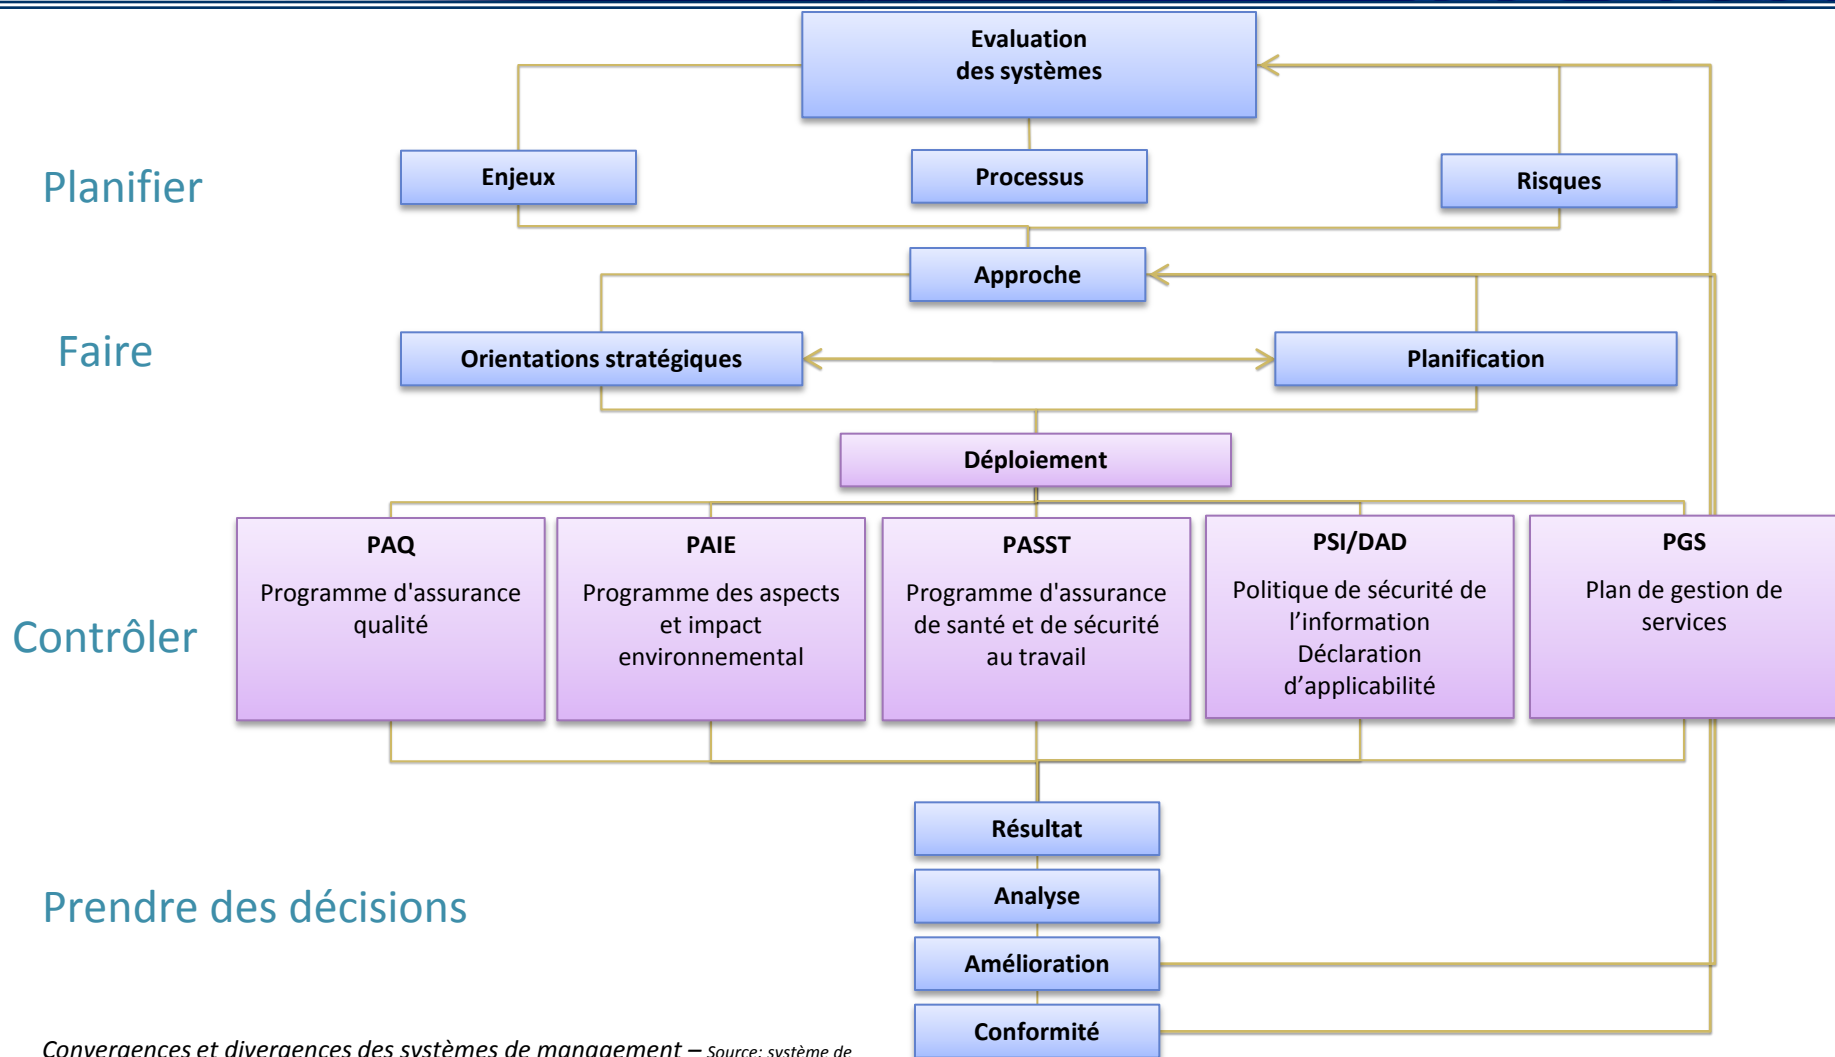 Evaluation
des systèmes
Planifier
Enjeux
Processus
Risques
Approche
Faire
Orientations stratégiques
Planification
Déploiement
PAQ
Programme d'assurance
qualité
PAIE
Programme des aspects
et impact
environnemental
PASST
Programme d'assurance
de santé et de sécurité
au travail
PSI/DAD
Politique de sécurité de
l’information
Déclaration
d’applicabilité
PGS
Plan de gestion de
services
Contrôler
Résultat
Analyse
Prendre des décisions
Amélioration
Conformité
Convergences et divergences des systèmes de management – Source: système de